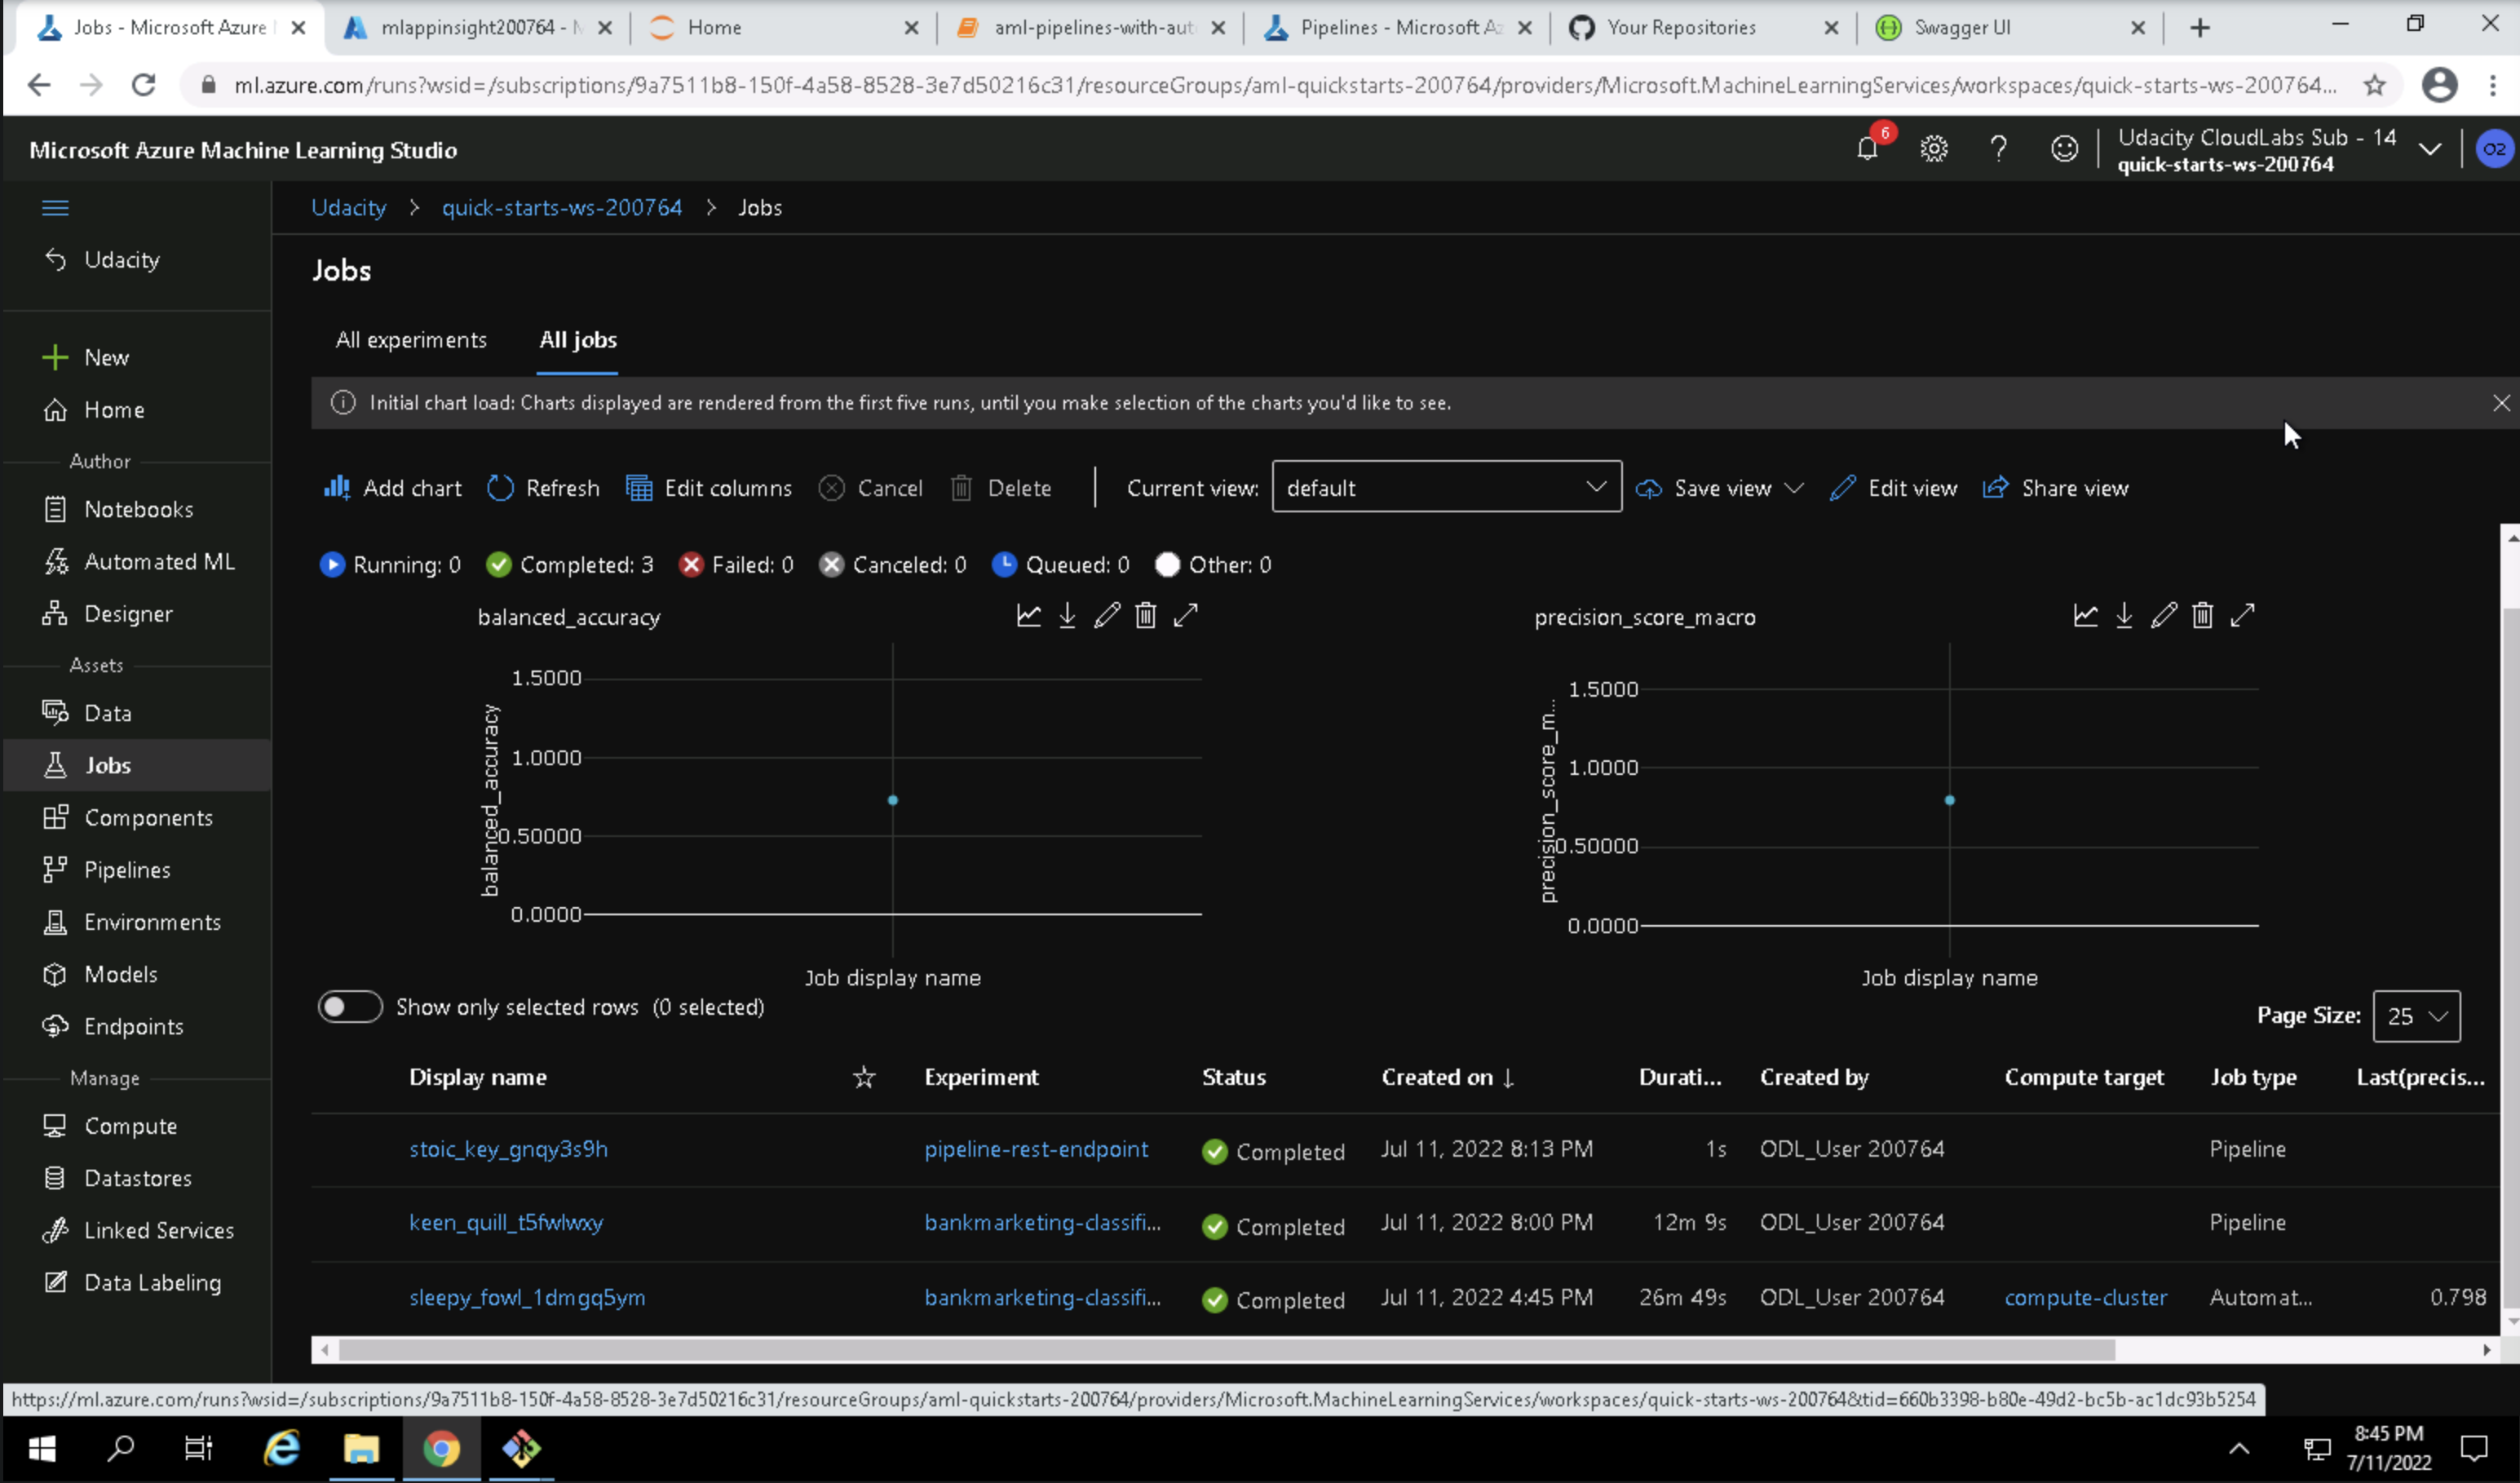 Jobs - Microsoft Azure
mlappinsight200764 -
Home
aml-pipelines-with-aut
Pipelines - Microsoft Az
Your Repositories
Swagger UI
ml.azure.com/runs?wsid=/subscriptions/9a7511b8-150f-4a58-8528-3e7d50216c31/resourceGroups/aml-quickstarts-200764/providers/Microsoft.MachineLearningServices/workspaces/quick-starts-ws-200764...
Microsoft Azure Machine Learning Studio
6
Udacity CloudLabs Sub - 14
quick-starts-ws-200764
O2
Udacity
New
Home
Author
Notebooks
Automated ML
Designer
Assets
Data
Jobs
Components
Pipelines
Environments
Models
Endpoints
Manage
Compute
Datastores
Linked Services
Data Labeling
Udacity > quick-starts-ws-200764 > Jobs
Jobs
All experiments All jobs
Initial chart load: Charts displayed are rendered from the first five runs, until you make selection of the charts you'd like to see.
Add chart Refresh Edit columns Cancel Delete Current view: default Save view Edit view Share view
Running: 0 Completed: 3 Failed: 0 Canceled: 0 Queued: 0 Other: 0
balanced_accuracy
balanced_accuracy
1.5000
1.0000
0.50000
0.0000
Job display name
precision_score_macro
precision_score_m...
1.5000
1.0000
0.50000
0.0000
Job display name
Show only selected rows (0 selected)
Page Size: 25
Display name Experiment Status Created on ↓ Durati... Created by Compute target Job type Last(precis...
stoic_key_gnqy3s9h pipeline-rest-endpoint Completed Jul 11, 2022 8:13 PM 1s ODL_User 200764 Pipeline
keen_quill_t5fwlwxy bankmarketing-classifi... Completed Jul 11, 2022 8:00 PM 12m 9s ODL_User 200764 Pipeline
sleepy_fowl_1dmgq5ym bankmarketing-classifi... Completed Jul 11, 2022 4:45 PM 26m 49s ODL_User 200764 compute-cluster Automat... 0.798
https://ml.azure.com/runs?wsid=/subscriptions/9a7511b8-150f-4a58-8528-3e7d50216c31/resourceGroups/aml-quickstarts-200764/providers/Microsoft.MachineLearningServices/workspaces/quick-starts-ws-200764&tid=660b3398-b80e-49d2-bc5b-ac1dc93b5254
8:45 PM
7/11/2022